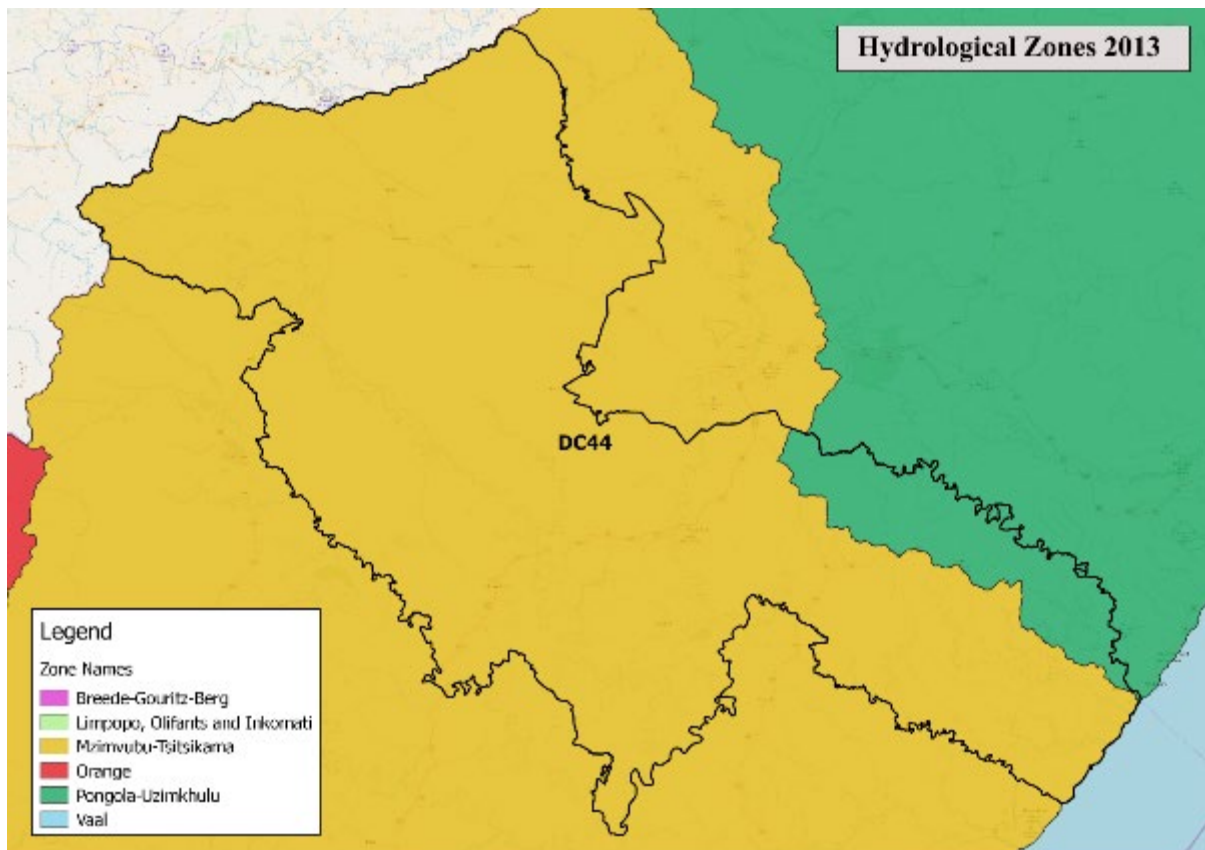 Hydrological Zones 2013
DC44
Legend
Zone Names
Breede-Gouritz-Berg
Limpopo, Olifants and Inkomati
Mzimvubu-Tsitsikama
Orange
Pongola-Uzimkhulu
Vaal